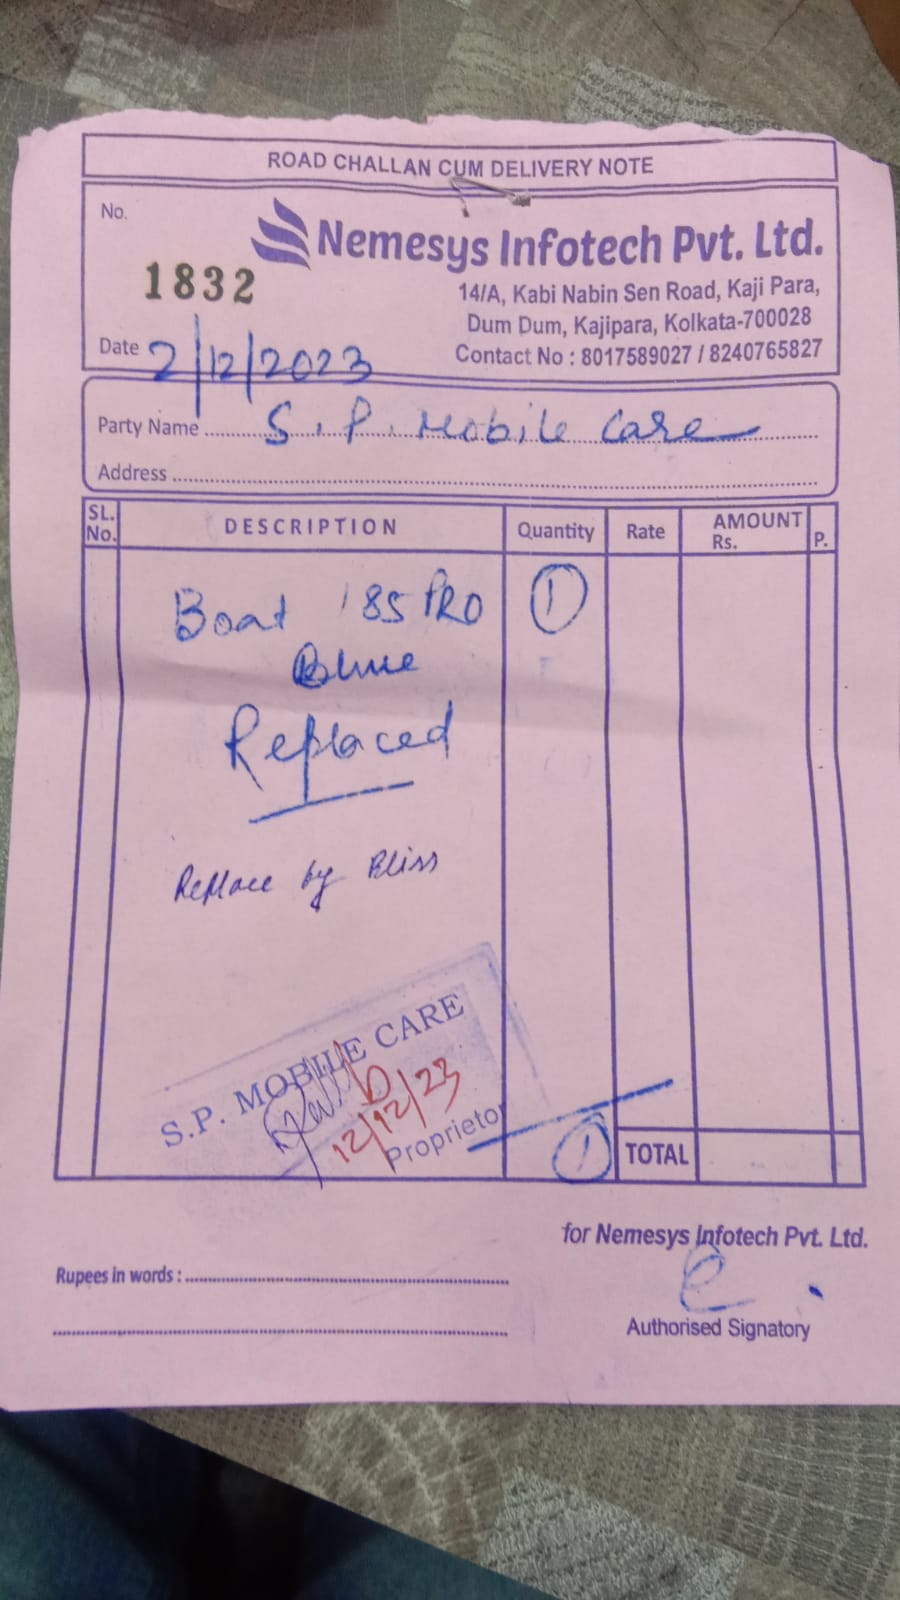 ROAD CHALLAN CUM DELIVERY NOTE
No.
1832
Nemesys Infotech Pvt. Ltd.
14/A, Kabi Nabin Sen Road, Kaji Para,
Dum Dum, Kajipara, Kolkata-700028
Contact No : 8017589027 / 8240765827
Date 2/12/2023
Party Name S. P. Mobile Care
Address
SL. No. DESCRIPTION Quantity Rate AMOUNT Rs. P.
Boat 185 PRO 1
Blue
Replaced
Replace by Bliss
S.P. MOBILE CARE
12/12/23
Proprietor
1 TOTAL
for Nemesys Infotech Pvt. Ltd.
Rupees in words :
Authorised Signatory